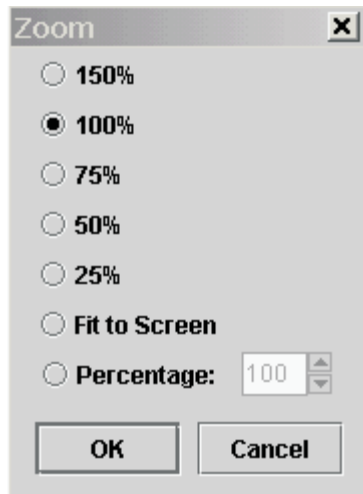 Zoom
150%
100%
75%
50%
25%
Fit to Screen
Percentage: 100
OK Cancel